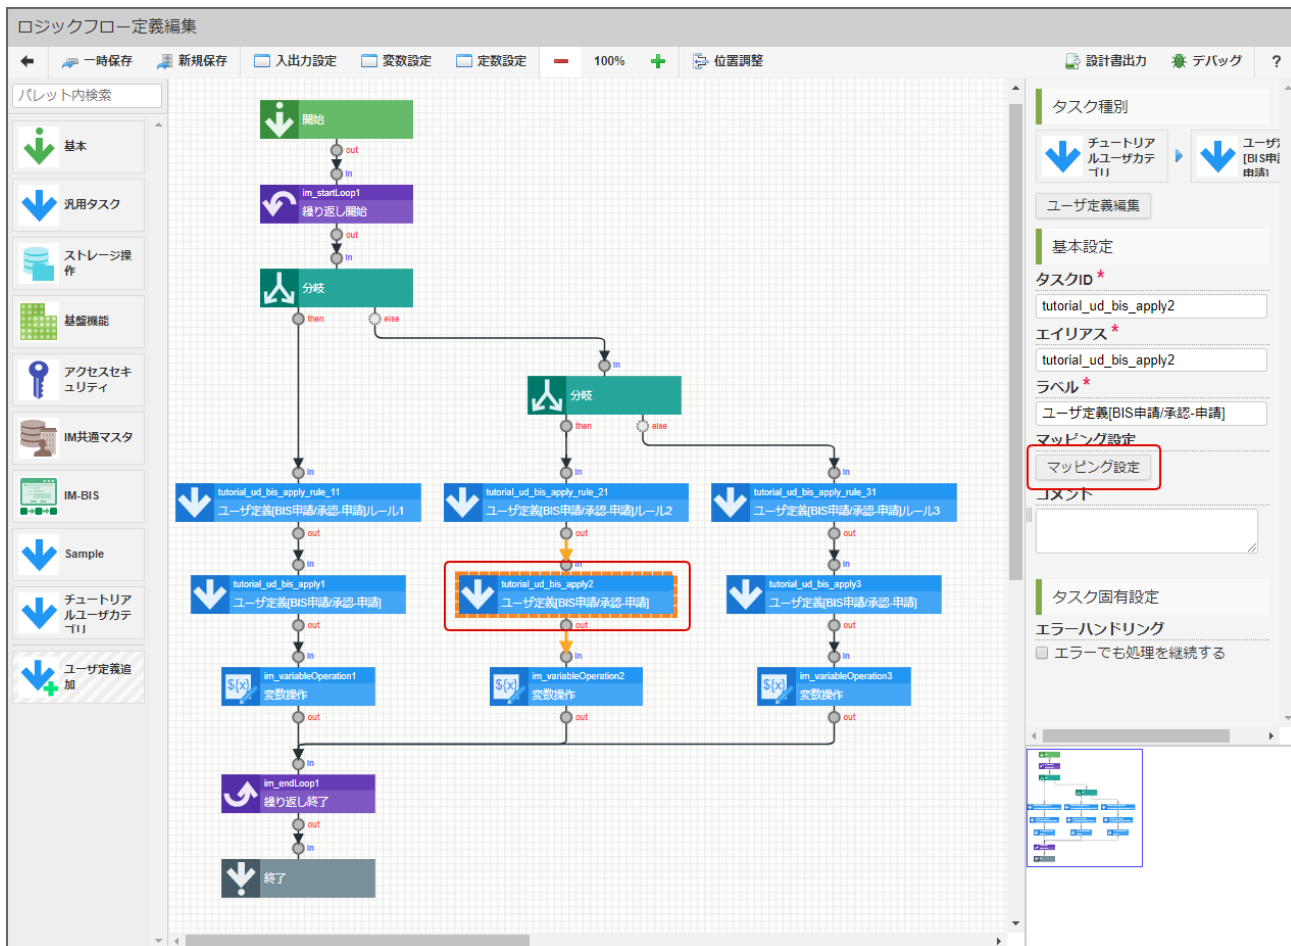 ロジックフロー定義編集
一時保存
新規保存
入出力設定
変数設定
定数設定
100%
位置調整
設計書出力
デバッグ
?
パレット内検索
基本
汎用タスク
ストレージ操
作
基盤機能
アクセスセキ
ュリティ
IM共通マスタ
IM-BIS
Sample
チュートリア
ルユーザカテ
ゴリ
ユーザ定義追
加
開始
out
in
im_startLoop1
繰り返し開始
out
in
分岐
then
else
in
分岐
then
else
in
in
in
tutorial_ud_bis_apply_rule_11
ユーザ定義[BIS申請/承認-申請]ルール1
tutorial_ud_bis_apply_rule_21
ユーザ定義[BIS申請/承認-申請]ルール2
tutorial_ud_bis_apply_rule_31
ユーザ定義[BIS申請/承認-申請]ルール3
out
out
out
in
in
in
tutorial_ud_bis_apply1
ユーザ定義[BIS申請/承認-申請]
tutorial_ud_bis_apply2
ユーザ定義[BIS申請/承認-申請]
tutorial_ud_bis_apply3
ユーザ定義[BIS申請/承認-申請]
out
out
out
in
in
in
${x}
im_variableOperation1
変数操作
${x}
im_variableOperation2
変数操作
${x}
im_variableOperation3
変数操作
out
out
out
in
im_endLoop1
繰り返し終了
out
in
終了
タスク種別
チュートリア
ルユーザカテ
ゴリ
ユーザ定義編集
基本設定
タスクID *
tutorial_ud_bis_apply2
エイリアス *
tutorial_ud_bis_apply2
ラベル *
ユーザ定義[BIS申請/承認-申請]
マッピング設定
マッピング設定
コメント
タスク固有設定
エラーハンドリング
エラーでも処理を継続する